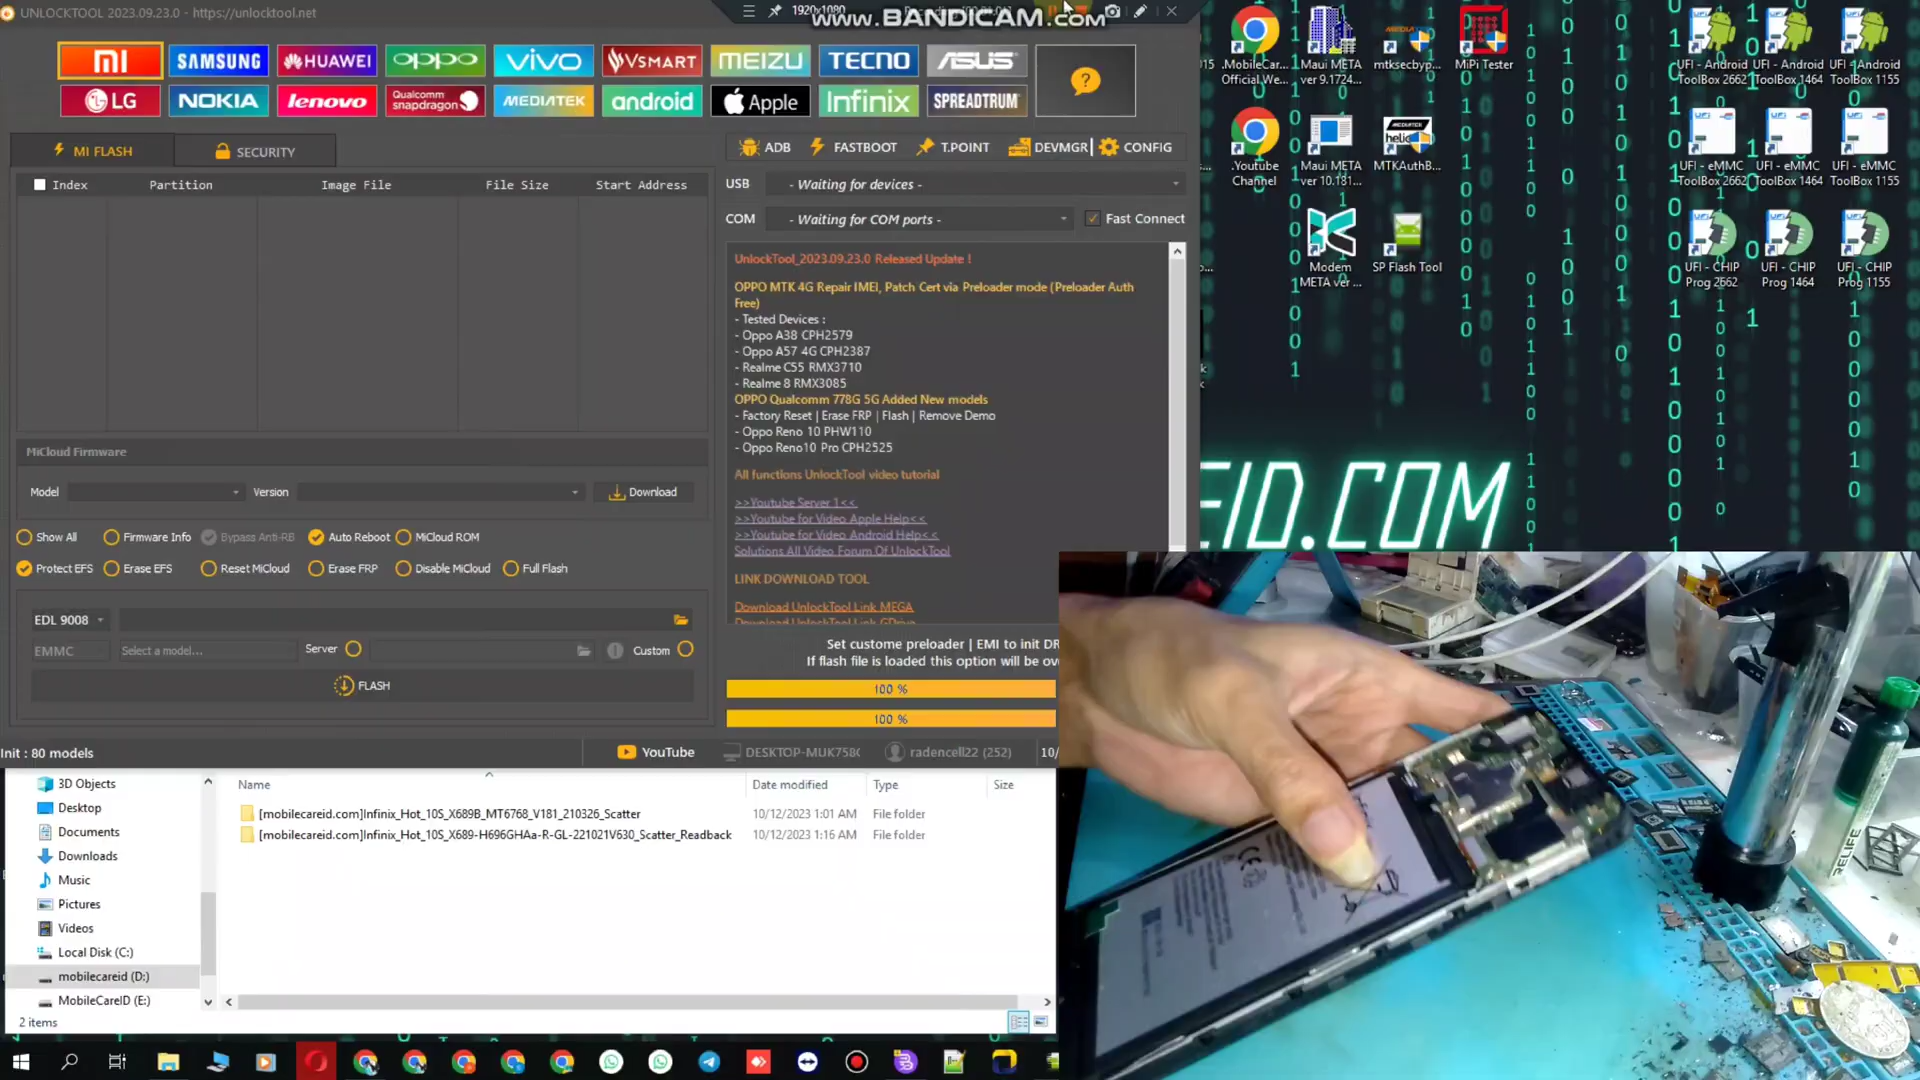 UNLOCKTOOL 2023.09.23.0 - https://unlocktool.net
1920x1080
www.BANDICAM.com
MI
SAMSUNG
HUAWEI
OPPO
VIVO
VSMART
MEIZU
TECNO
ASUS
LG
NOKIA
lenovo
Qualcomm
snapdragon
MEDIATEK
android
Apple
Infinix
SPREADTRUM
?
MI FLASH
SECURITY
ADB
FASTBOOT
T.POINT
DEVMGR
CONFIG
Index
Partition
Image File
File Size
Start Address
USB
- Waiting for devices -
COM
- Waiting for COM ports -
Fast Connect
UnlockTool_2023.09.23.0 Released Update !
OPPO MTK 4G Repair IMEI, Patch Cert via Preloader mode (Preloader Auth
Free)
- Tested Devices :
- Oppo A38 CPH2579
- Oppo A57 4G CPH2387
- Realme C55 RMX3710
- Realme 8 RMX3085
OPPO Qualcomm 778G 5G Added New models
- Factory Reset | Erase FRP | Flash | Remove Demo
- Oppo Reno 10 PHW110
- Oppo Reno10 Pro CPH2525
All functions UnlockTool video tutorial
>>Youtube Server 1<<
>>Youtube for Video Apple Help<<
>>Youtube for Video Android Help<<
Solutions All Video Forum Of UnlockTool
LINK DOWNLOAD TOOL
Download UnlockTool Link MEGA
Download UnlockTool Link GDrive
MiCloud Firmware
Model
Version
Download
Show All
Firmware Info
Bypass Anti-RB
Auto Reboot
MiCloud ROM
Protect EFS
Erase EFS
Reset MiCloud
Erase FRP
Disable MiCloud
Full Flash
EDL 9008
EMMC
Select a model...
Server
Custom
FLASH
Set custome preloader | EMI to init DR
If flash file is loaded this option will be ov
100 %
100 %
Init : 80 models
YouTube
DESKTOP-MUK758
radencell22 (252)
10/
3D Objects
Desktop
Documents
Downloads
Music
Pictures
Videos
Local Disk (C:)
mobilecareid (D:)
MobileCareID (E:)
Name
Date modified
Type
Size
[mobilecareid.com]Infinix_Hot_10S_X689B_MT6768_V181_210326_Scatter
10/12/2023 1:01 AM
File folder
[mobilecareid.com]Infinix_Hot_10S_X689-H696GHAa-R-GL-221021V630_Scatter_Readback
10/12/2023 1:16 AM
File folder
2 items
.MobileCar...
Official We...
Maui META
ver 9.1724...
mtksecbyp...
MiPi Tester
.Youtube
Channel
Maui META
ver 10.181...
MTKAuthB...
Modem
META ver ...
SP Flash Tool
UFI - Android
ToolBox 2662
UFI - Android
ToolBox 1464
UFI - Android
ToolBox 1155
UFI - eMMC
ToolBox 2662
UFI - eMMC
ToolBox 1464
UFI - eMMC
ToolBox 1155
UFI - CHIP
Prog 2662
UFI - CHIP
Prog 1464
UFI - CHIP
Prog 1155
EID.COM
RELIFE